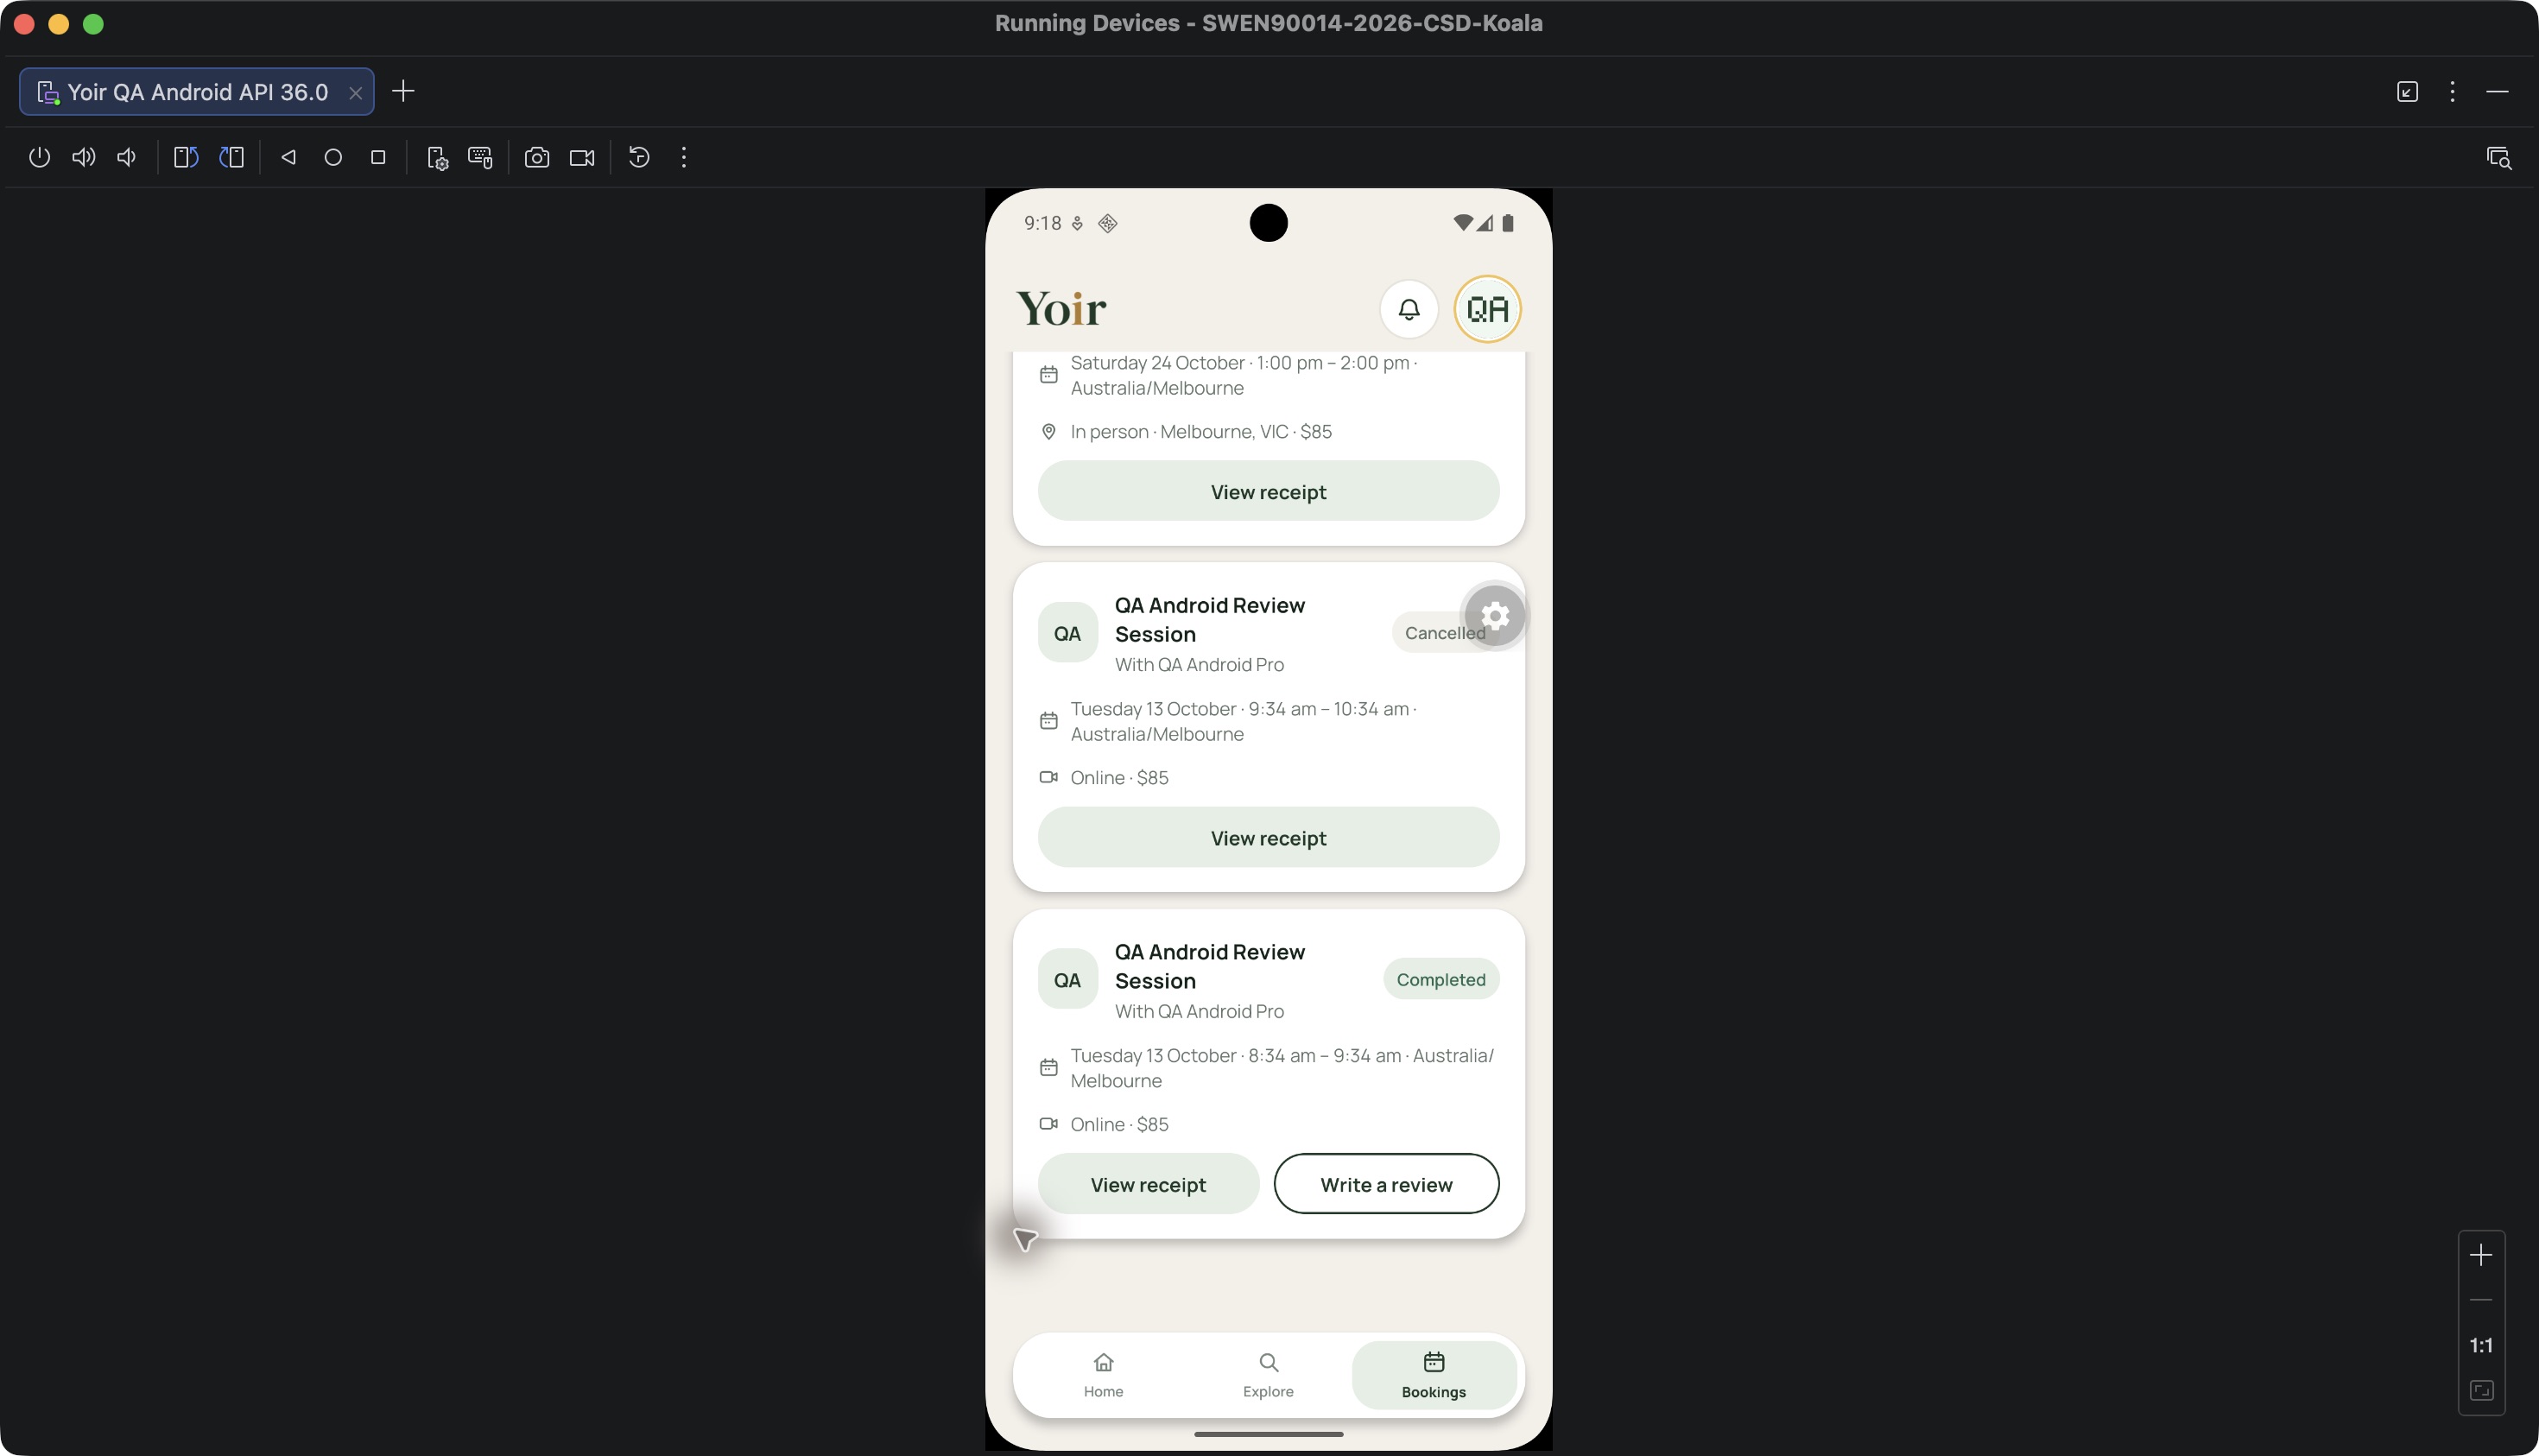 Running Devices - SWEN90014-2026-CSD-Koala
Yoir QA Android API 36.0
9:18
Yoir
QA
Saturday 24 October · 1:00 pm – 2:00 pm ·
Australia/Melbourne
In person · Melbourne, VIC · $85
View receipt
QA
QA Android Review
Session
With QA Android Pro
Cancelled
Tuesday 13 October · 9:34 am – 10:34 am ·
Australia/Melbourne
Online · $85
View receipt
QA
QA Android Review
Session
With QA Android Pro
Completed
Tuesday 13 October · 8:34 am – 9:34 am · Australia/
Melbourne
Online · $85
View receipt
Write a review
Home
Explore
Bookings
1:1